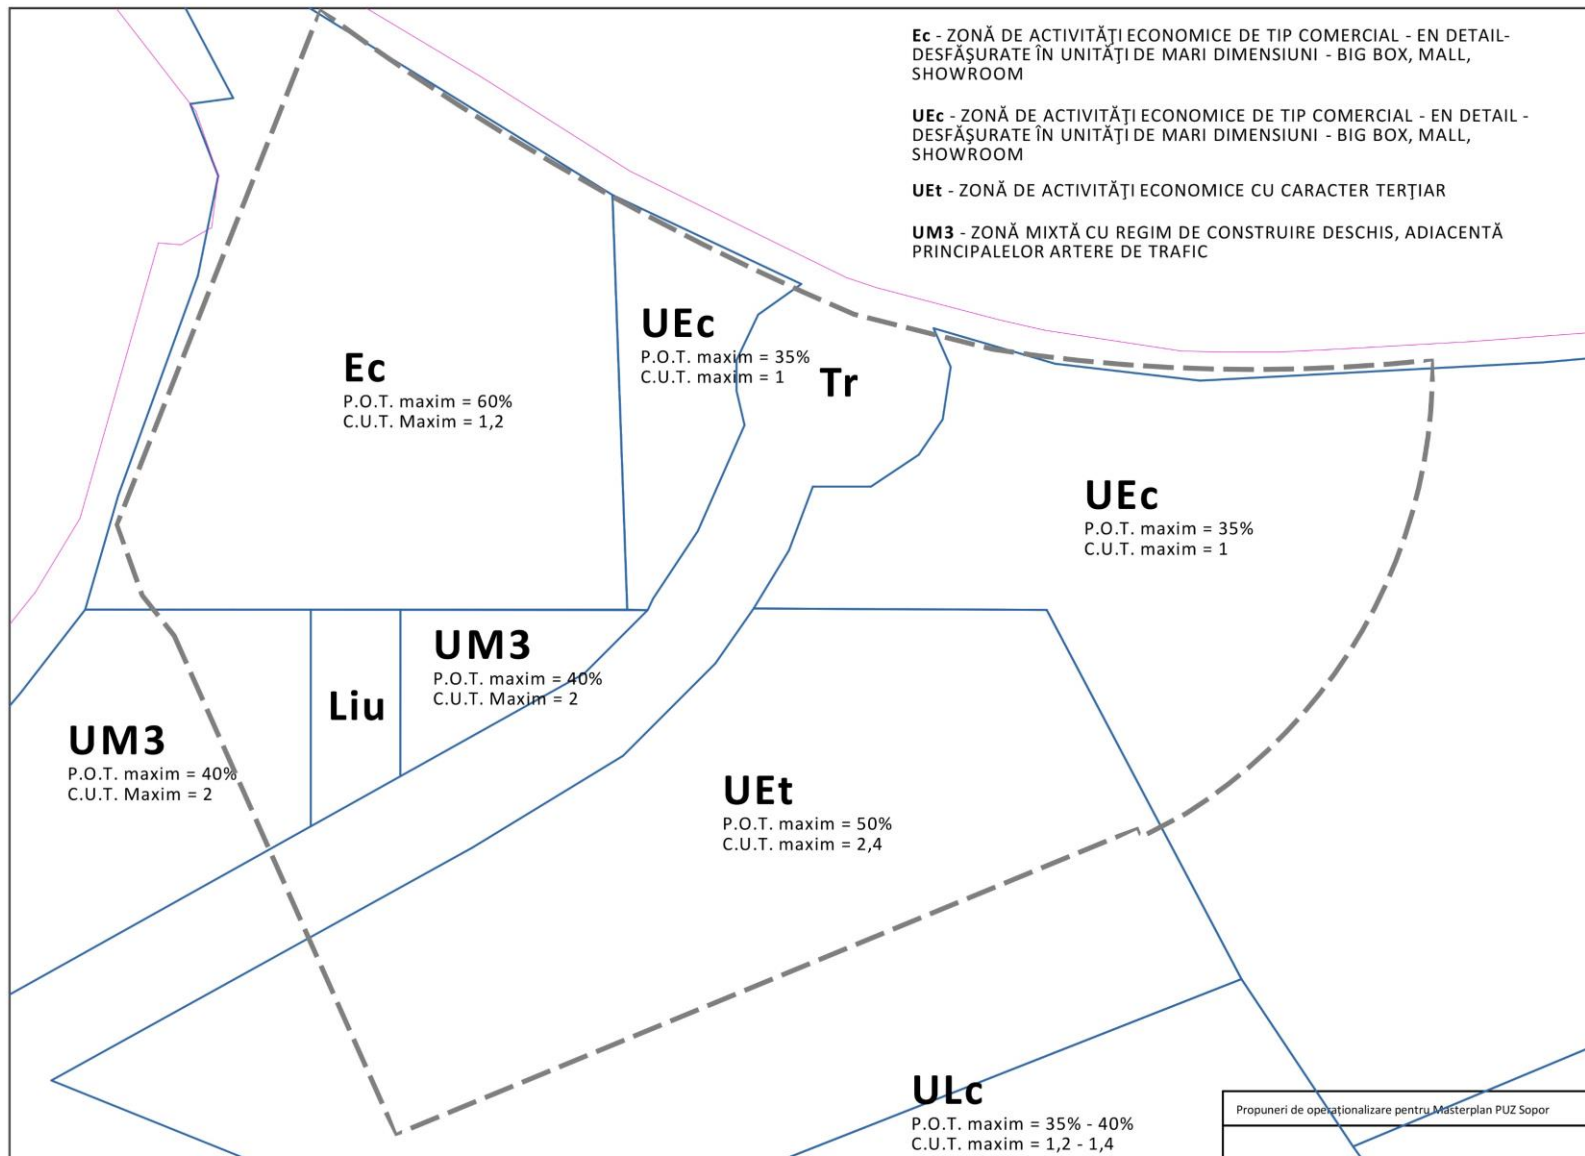 Ec - ZONĂ DE ACTIVITĂŢI ECONOMICE DE TIP COMERCIAL - EN DETAIL-
DESFĂŞURATE ÎN UNITĂŢI DE MARI DIMENSIUNI - BIG BOX, MALL,
SHOWROOM
UEc - ZONĂ DE ACTIVITĂŢI ECONOMICE DE TIP COMERCIAL - EN DETAIL -
DESFĂŞURATE ÎN UNITĂŢI DE MARI DIMENSIUNI - BIG BOX, MALL,
SHOWROOM
UEt - ZONĂ DE ACTIVITĂŢI ECONOMICE CU CARACTER TERŢIAR
UM3 - ZONĂ MIXTĂ CU REGIM DE CONSTRUIRE DESCHIS, ADIACENTĂ
PRINCIPALELOR ARTERE DE TRAFIC
UEc
P.O.T. maxim = 35%
C.U.T. maxim = 1
Ec
P.O.T. maxim = 60%
C.U.T. Maxim = 1,2
Tr
UEc
P.O.T. maxim = 35%
C.U.T. maxim = 1
UM3
P.O.T. maxim = 40%
C.U.T. Maxim = 2
Liu
UM3
P.O.T. maxim = 40%
C.U.T. Maxim = 2
UEt
P.O.T. maxim = 50%
C.U.T. maxim = 2,4
ULc
P.O.T. maxim = 35% - 40%
C.U.T. maxim = 1,2 - 1,4
Propuneri de operaţionalizare pentru Masterplan PUZ Sopor